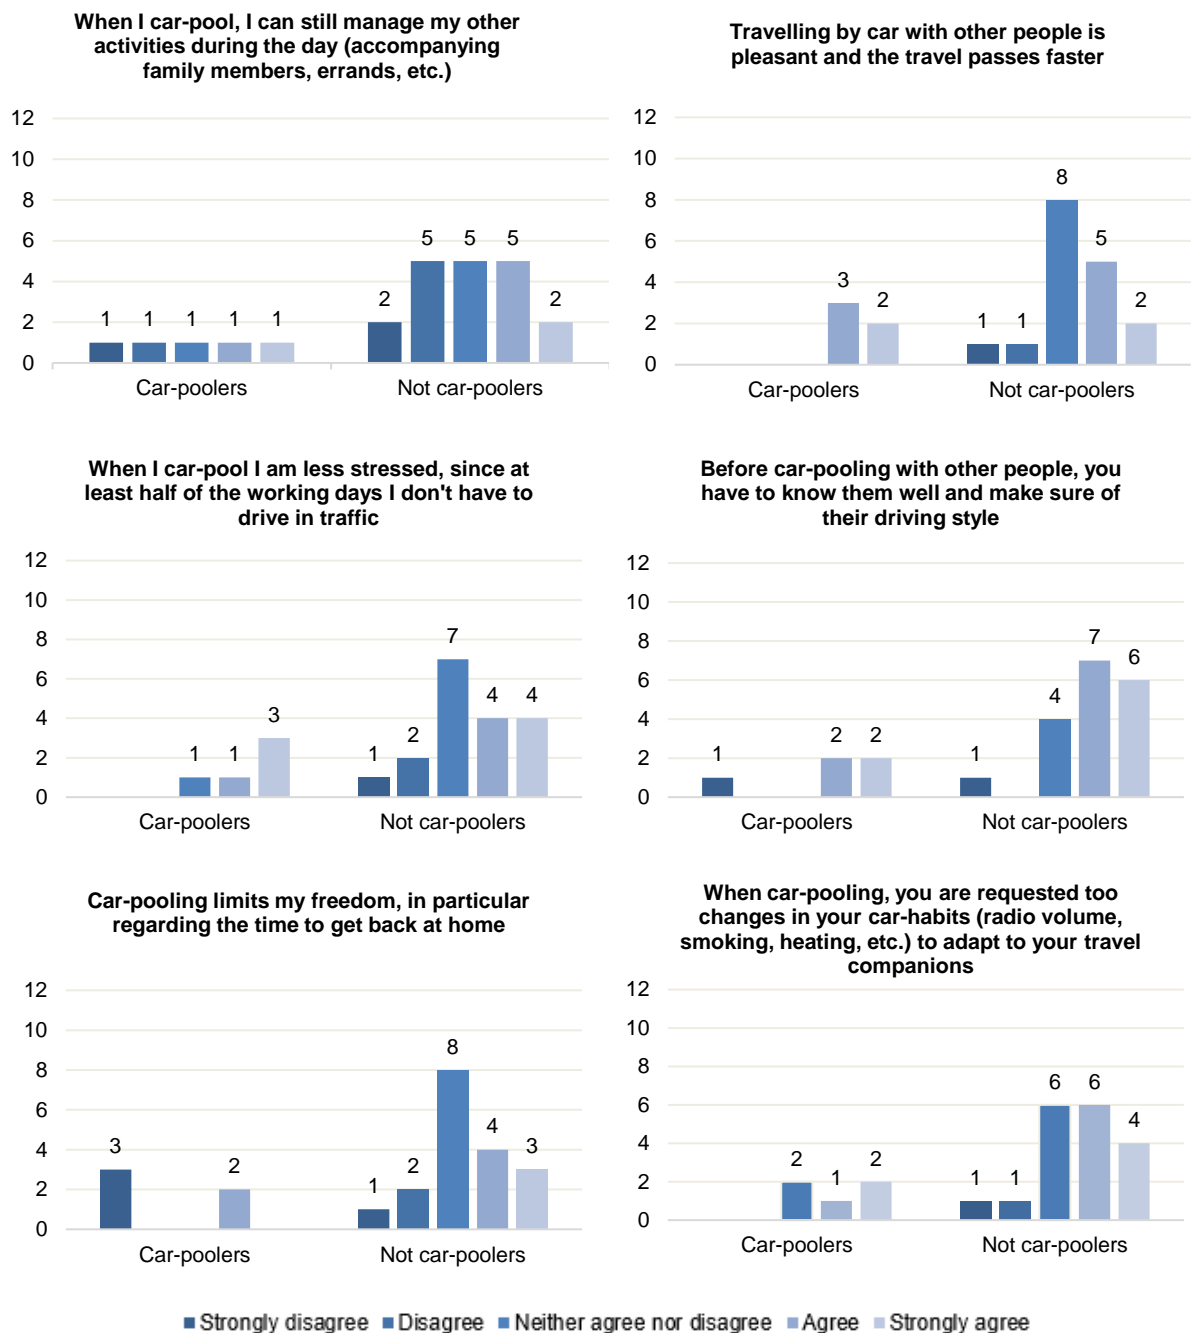 When I car-pool, I can still manage my other
activities during the day (accompanying
family members, errands, etc.)
12
10
8
6
4
2
0
1 1 1 1 1 2 5 5 5 2
Car-poolers Not car-poolers
Travelling by car with other people is
pleasant and the travel passes faster
12
10
8
6
4
2
0
3 2 1 1 8 5 2
Car-poolers Not car-poolers
When I car-pool I am less stressed, since at
least half of the working days I don't have to
drive in traffic
12
10
8
6
4
2
0
1 1 3 1 2 7 4 4
Car-poolers Not car-poolers
Before car-pooling with other people, you
have to know them well and make sure of
their driving style
12
10
8
6
4
2
0
1 2 2 1 4 7 6
Car-poolers Not car-poolers
Car-pooling limits my freedom, in particular
regarding the time to get back at home
12
10
8
6
4
2
0
3 2 1 2 8 4 3
Car-poolers Not car-poolers
When car-pooling, you are requested too
changes in your car-habits (radio volume,
smoking, heating, etc.) to adapt to your travel
companions
12
10
8
6
4
2
0
2 1 2 1 1 6 6 4
Car-poolers Not car-poolers
Strongly disagree Disagree Neither agree nor disagree Agree Strongly agree